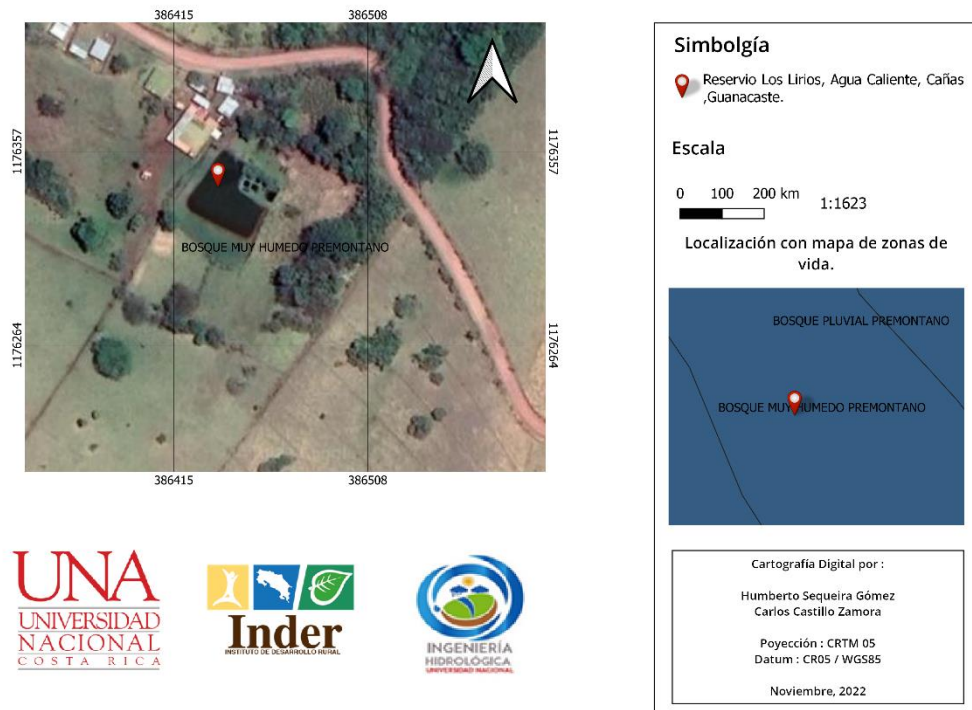 386415
386508
1176357
1176357
BOSQUE MUY HUMEDO PREMONTANO
1176264
1176264
386415
386508
UNA
UNIVERSIDAD
NACIONAL
COSTA RICA
Inder
INSTITUTO DE DESARROLLO RURAL
INGENIERÍA
HIDROLÓGICA
UNIVERSIDAD NACIONAL
Simbolgía
Reservio Los Lirios, Agua Caliente, Cañas
,Guanacaste.
Escala
0 100 200 km
1:1623
Localización con mapa de zonas de
vida.
BOSQUE PLUVIAL PREMONTANO
BOSQUE MUY HUMEDO PREMONTANO
Cartografía Digital por :
Humberto Sequeira Gómez
Carlos Castillo Zamora
Poyección : CRTM 05
Datum : CR05 / WGS85
Noviembre, 2022